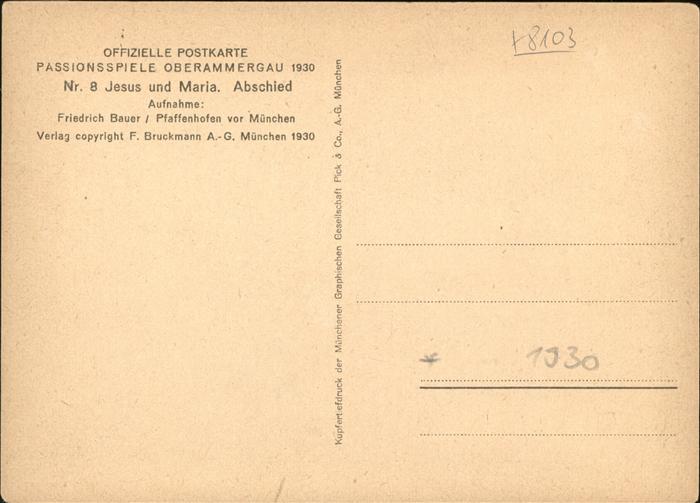 OFFIZIELLE POSTKARTE
PASSIONSSPIELE OBERAMMERGAU 1930
Nr. 8 Jesus und Maria. Abschied
Aufnahme:
Friedrich Bauer / Pfaffenhofen vor München
Verlag copyright F. Bruckmann A.-G. München 1930
Kupfertiefdruck der Münchner Graphischen Gesellschaft Pick & Co., A.-G. München
+8103
* 1930